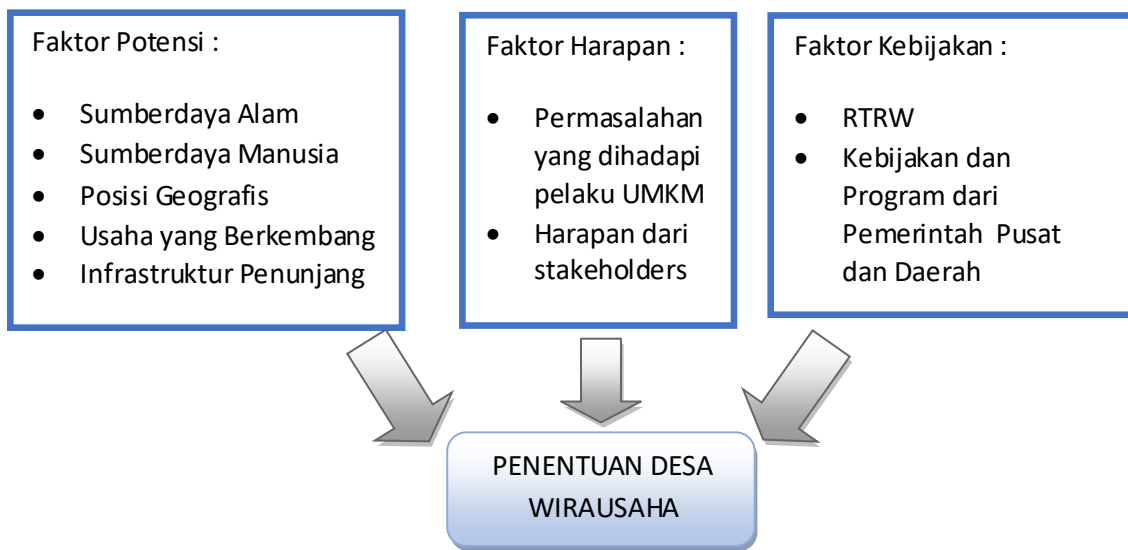 Faktor Potensi :
• Sumberdaya Alam
• Sumberdaya Manusia
• Posisi Geografis
• Usaha yang Berkembang
• Infrastruktur Penunjang
Faktor Harapan :
• Permasalahan
yang dihadapi
pelaku UMKM
• Harapan dari
stakeholders
Faktor Kebijakan :
• RTRW
• Kebijakan dan
Program dari
Pemerintah Pusat
dan Daerah
PENENTUAN DESA
WIRAUSAHA